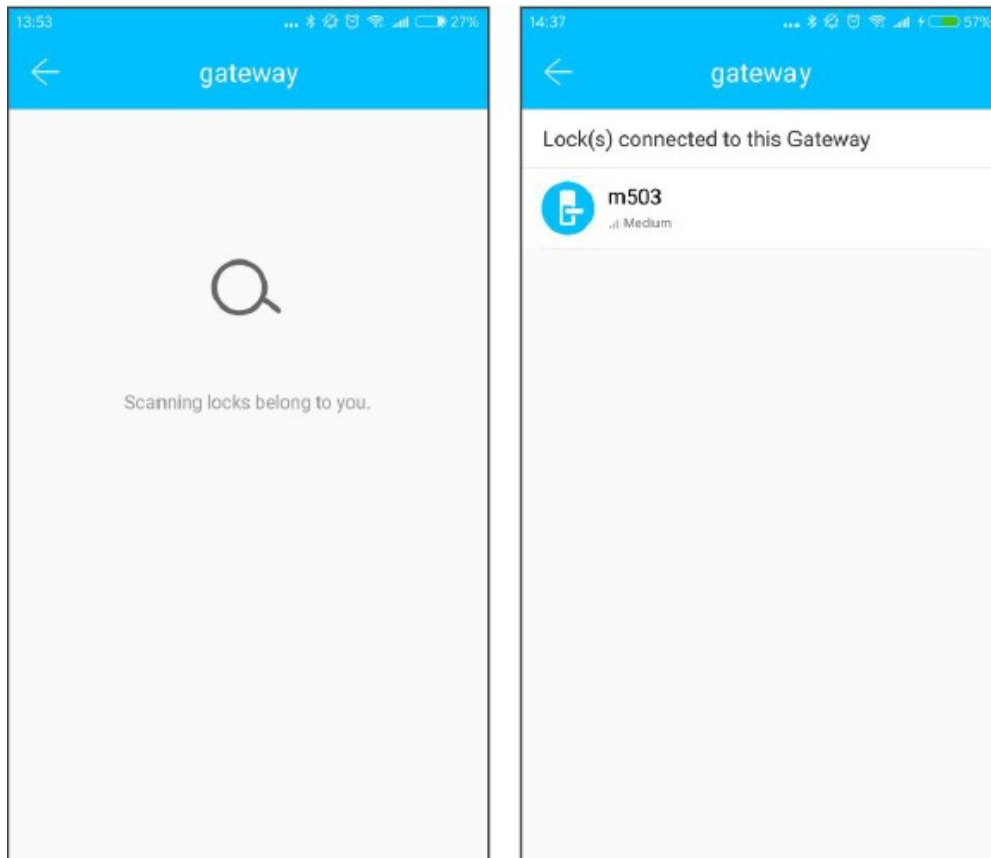 13:53
... 27%
gateway
Scanning locks belong to you.
14:37
... 57%
gateway
Lock(s) connected to this Gateway
m503
Medium